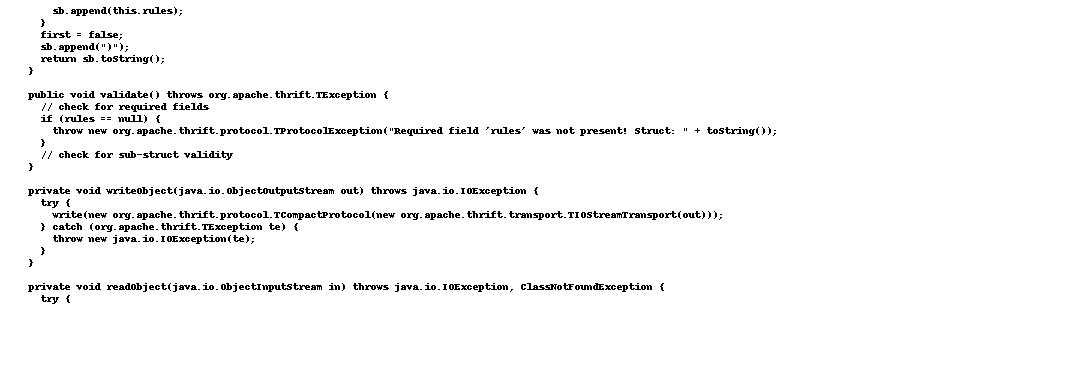 sb.append(this.rules);
}
first = false;
sb.append(")");
return sb.toString();
}
public void validate() throws org.apache.thrift.TException {
// check for required fields
if (rules == null) {
throw new org.apache.thrift.protocol.TProtocolException("Required field 'rules' was not present! Struct: " + toString());
}
// check for sub-struct validity
}
private void writeObject(java.io.ObjectOutputStream out) throws java.io.IOException {
try {
write(new org.apache.thrift.protocol.TCompactProtocol(new org.apache.thrift.transport.TIOStreamTransport(out)));
} catch (org.apache.thrift.TException te) {
throw new java.io.IOException(te);
}
}
private void readObject(java.io.ObjectInputStream in) throws java.io.IOException, ClassNotFoundException {
try {